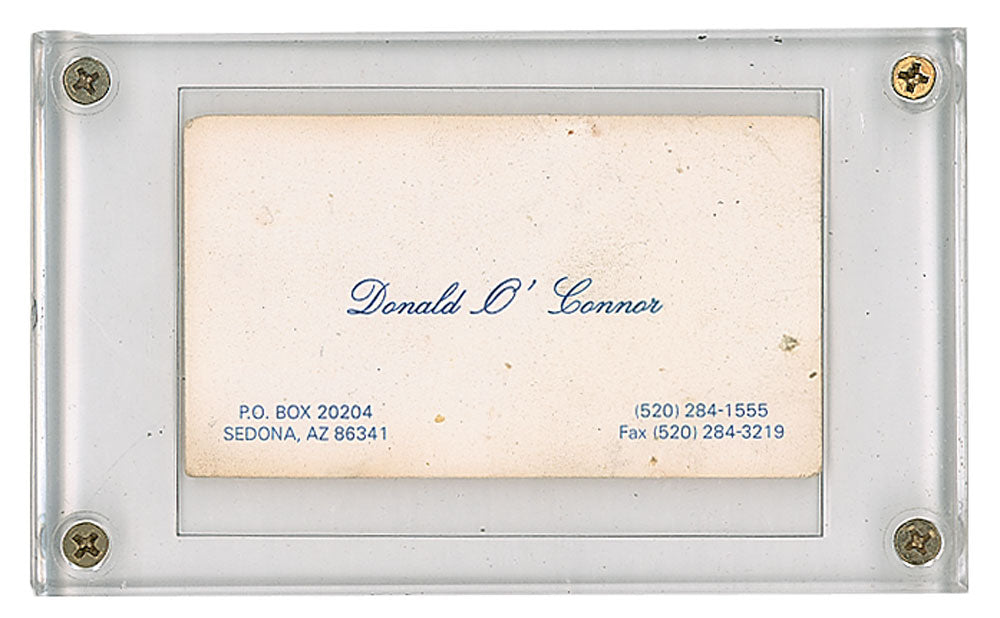 Donald O' Connor
P.O. BOX 20204
SEDONA, AZ 86341
(520) 284-1555
Fax (520) 284-3219